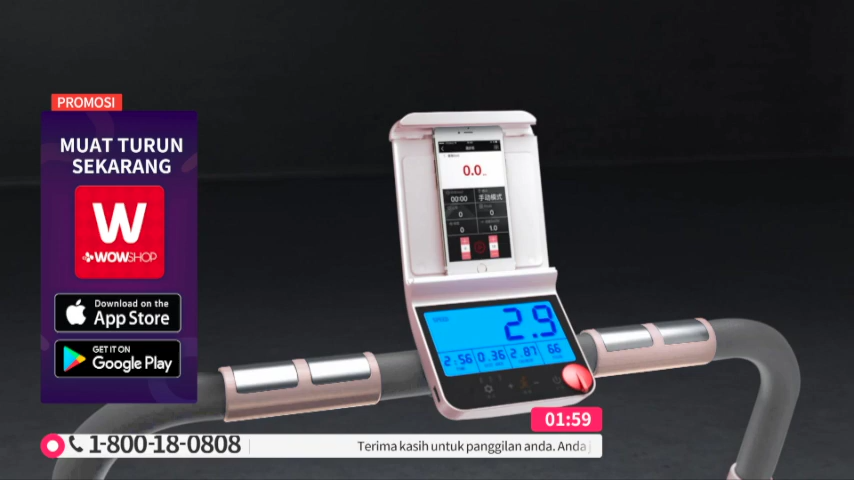 PROMOSI
MUAT TURUN
SEKARANG
W
WOWSHOP
Download on the
App Store
GET IT ON
Google Play
0.0
00:00
手动模式
0
0
0
1.0
2.9
2:56
0.36
2.87
66
01:59
1-800-18-0808
Terima kasih untuk panggilan anda. Anda